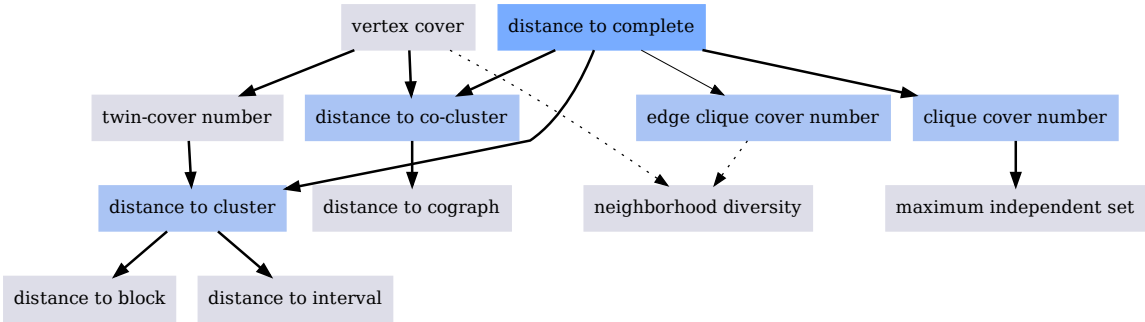 vertex cover
distance to complete
twin-cover number
distance to co-cluster
edge clique cover number
clique cover number
distance to cluster
distance to cograph
neighborhood diversity
maximum independent set
distance to block
distance to interval